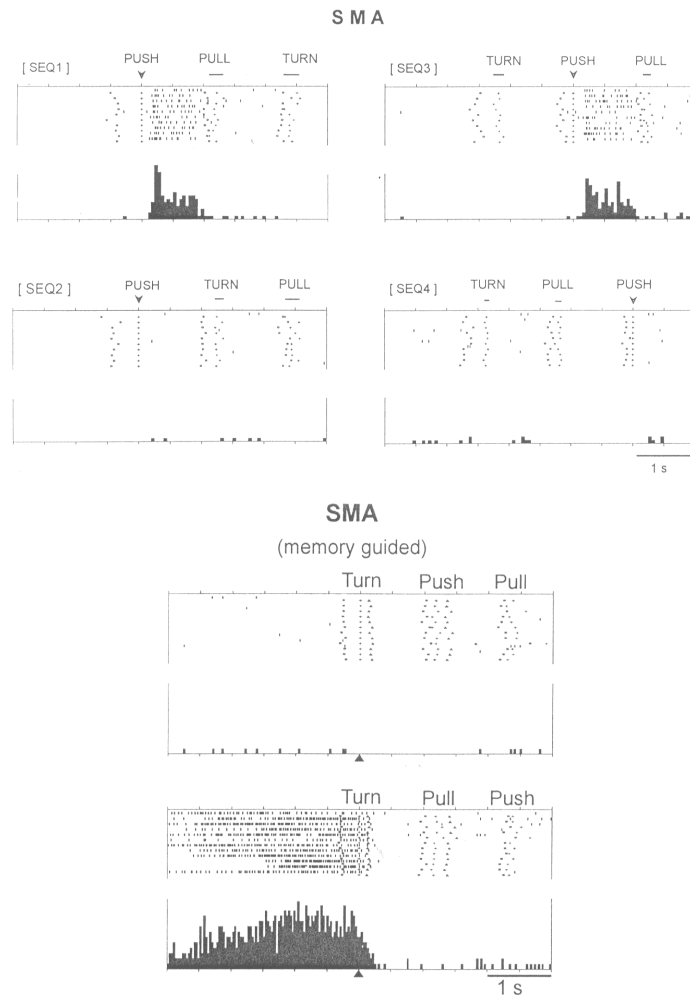 SMA
[ SEQ1 ] PUSH PULL TURN
[ SEQ3 ] TURN PUSH PULL
[ SEQ2 ] PUSH TURN PULL
[ SEQ4 ] TURN PULL PUSH
1 s
SMA
(memory guided)
Turn Push Pull
Turn Pull Push
1 s